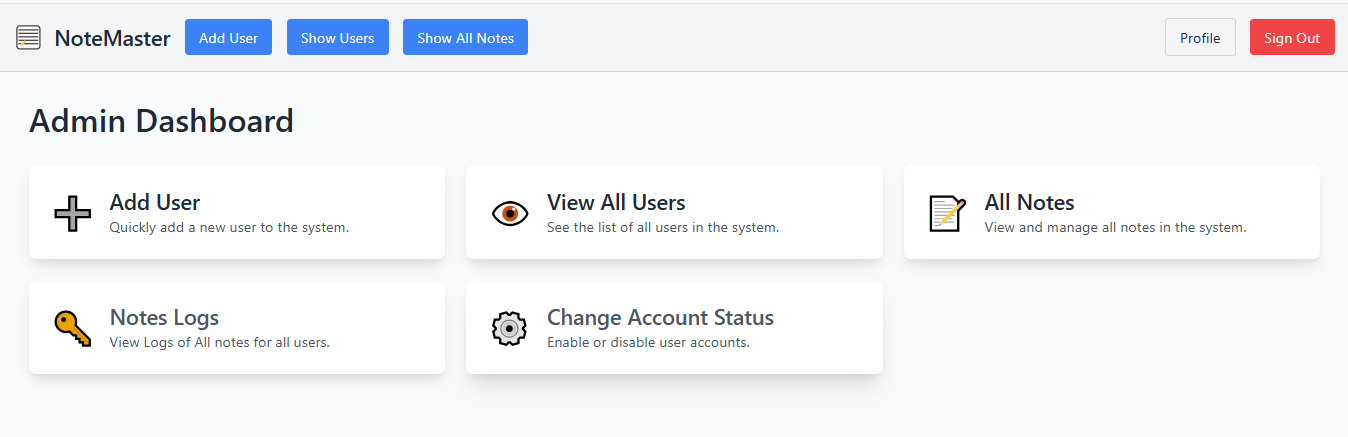 NoteMaster Add User Show Users Show All Notes Profile Sign Out
Admin Dashboard
Add User
Quickly add a new user to the system.
View All Users
See the list of all users in the system.
All Notes
View and manage all notes in the system.
Notes Logs
View Logs of All notes for all users.
Change Account Status
Enable or disable user accounts.